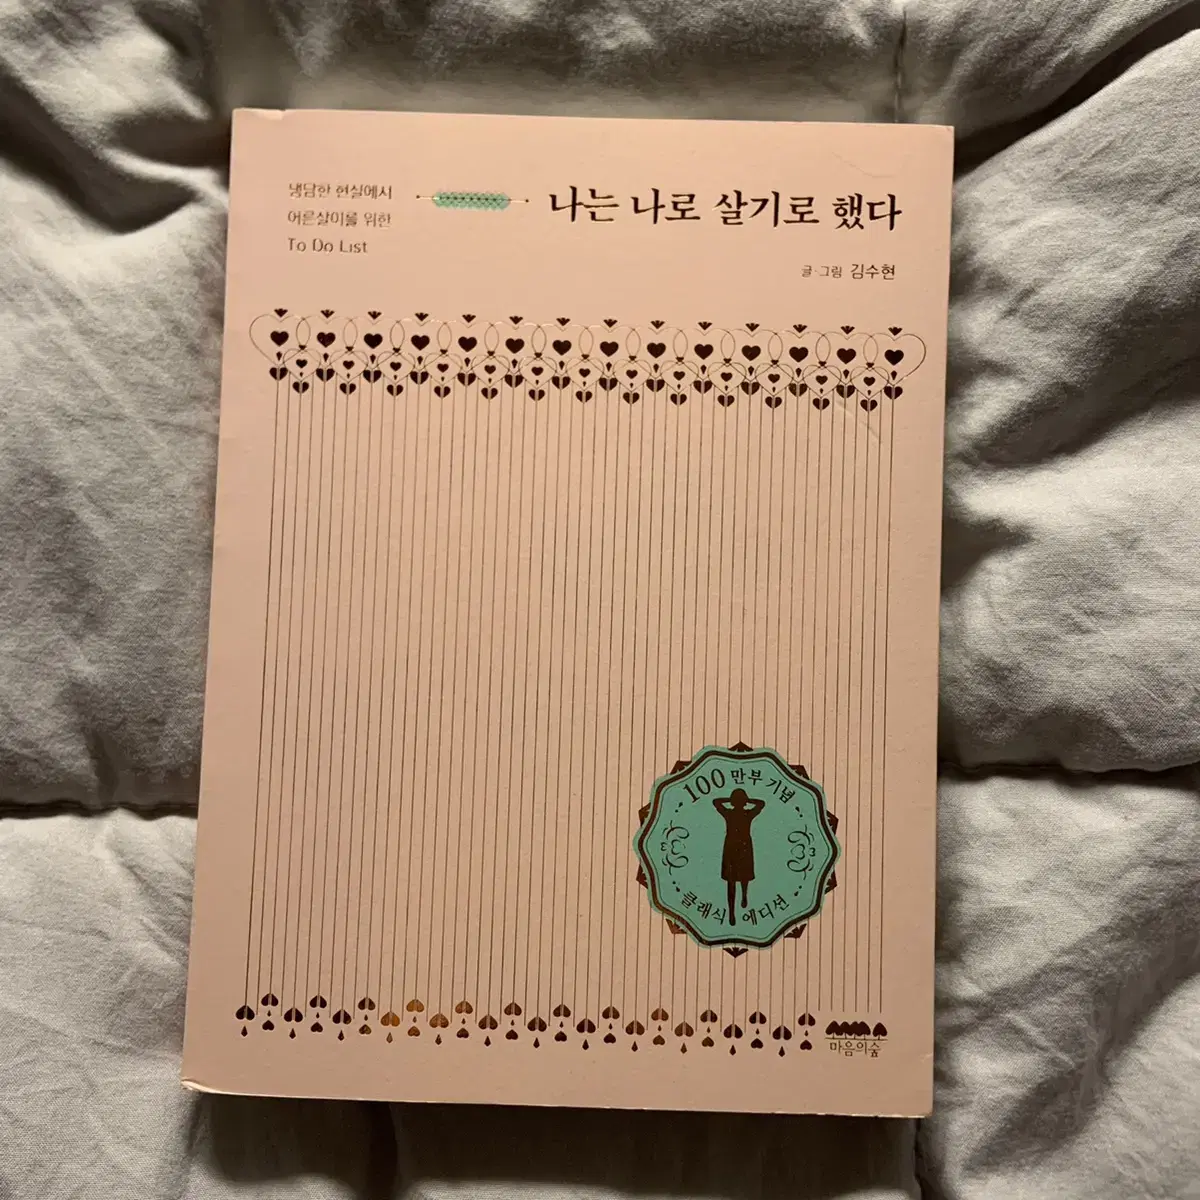 냉담한 현실에서
어른살이를 위한
To Do List
나는 나로 살기로 했다
글·그림 김수현
100만부 기념
클래식 에디션
마음의숲